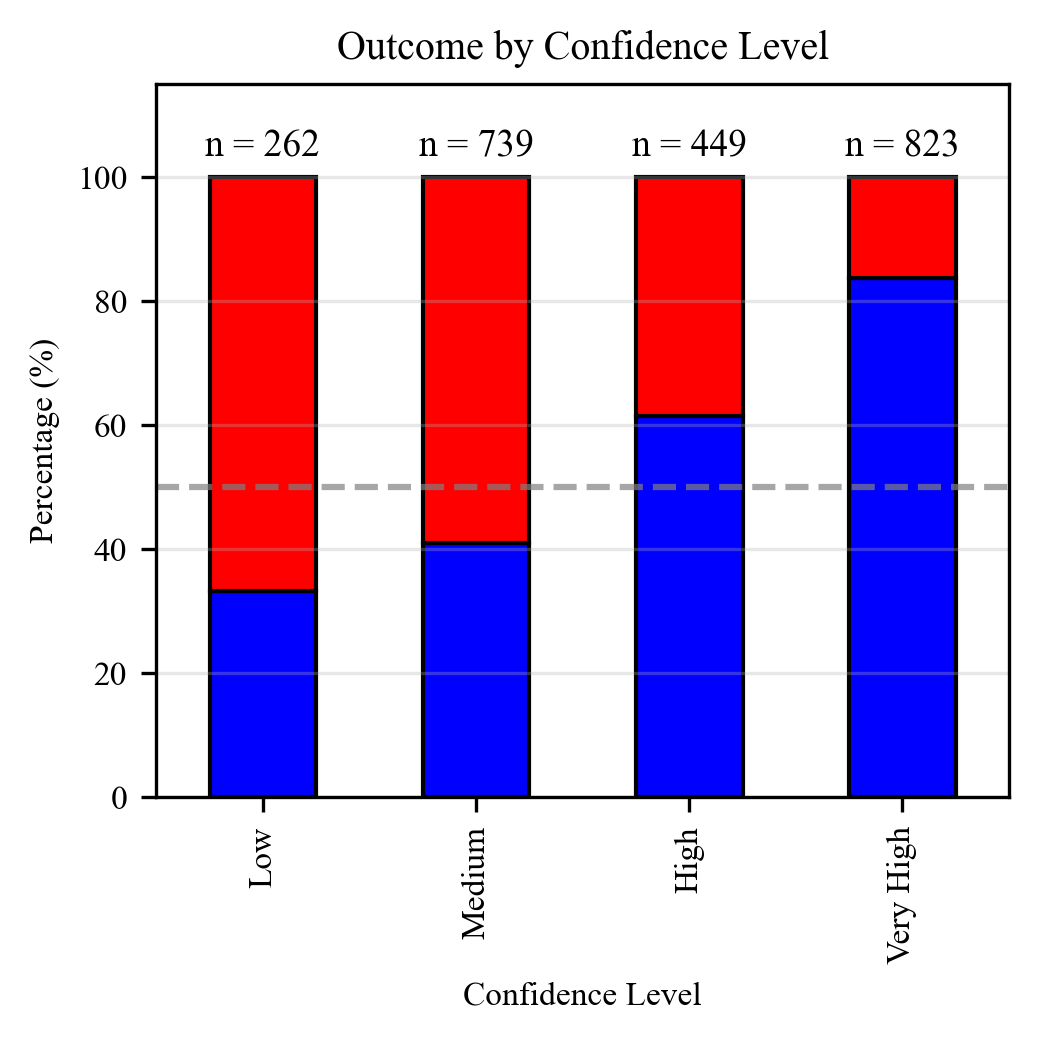 Outcome by Confidence Level
n = 262 n = 739 n = 449 n = 823
100
80
60
40
20
0
Percentage (%)
Low Medium High Very High
Confidence Level